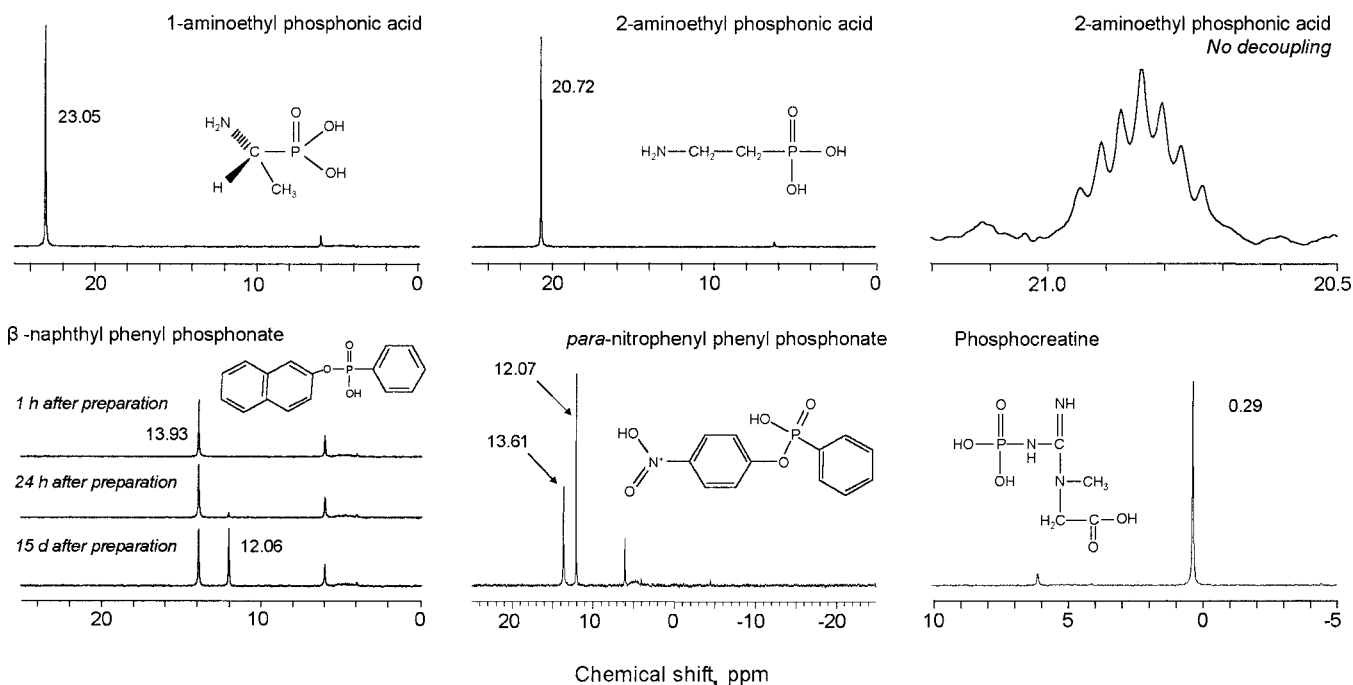 1-aminoethyl phosphonic acid
23.05
H₂N
O
OH
C
P
OH
H
CH₃
20
10
0
2-aminoethyl phosphonic acid
20.72
O
H₂N—CH₂—CH₂—P—OH
OH
20
10
0
2-aminoethyl phosphonic acid
No decoupling
21.0
20.5
β -naphthyl phenyl phosphonate
O
O
P
OH
1 h after preparation
13.93
24 h after preparation
15 d after preparation
12.06
20
10
0
para-nitrophenyl phenyl phosphonate
12.07
13.61
HO
O
HO
P
N⁺
O
O
20
10
0
-10
-20
Phosphocreatine
0.29
O
NH
HO—P—N—C
H
OH
N—CH₃
H₂C—C—OH
O
10
5
0
-5
Chemical shift, ppm